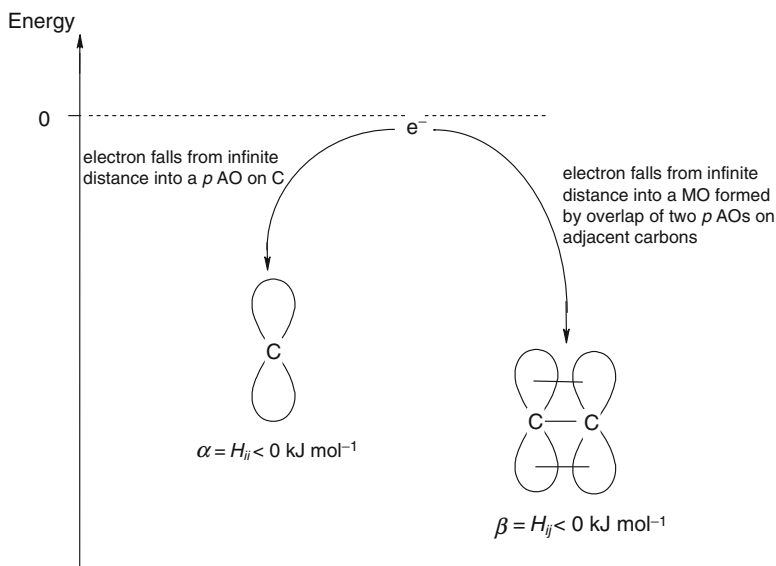 Energy
0
e⁻
electron falls from infinite
distance into a p AO on C
electron falls from infinite
distance into a MO formed
by overlap of two p AOs on
adjacent carbons
C
C
C
α = Hᵢᵢ < 0 kJ mol⁻¹
β = Hᵢⱼ < 0 kJ mol⁻¹